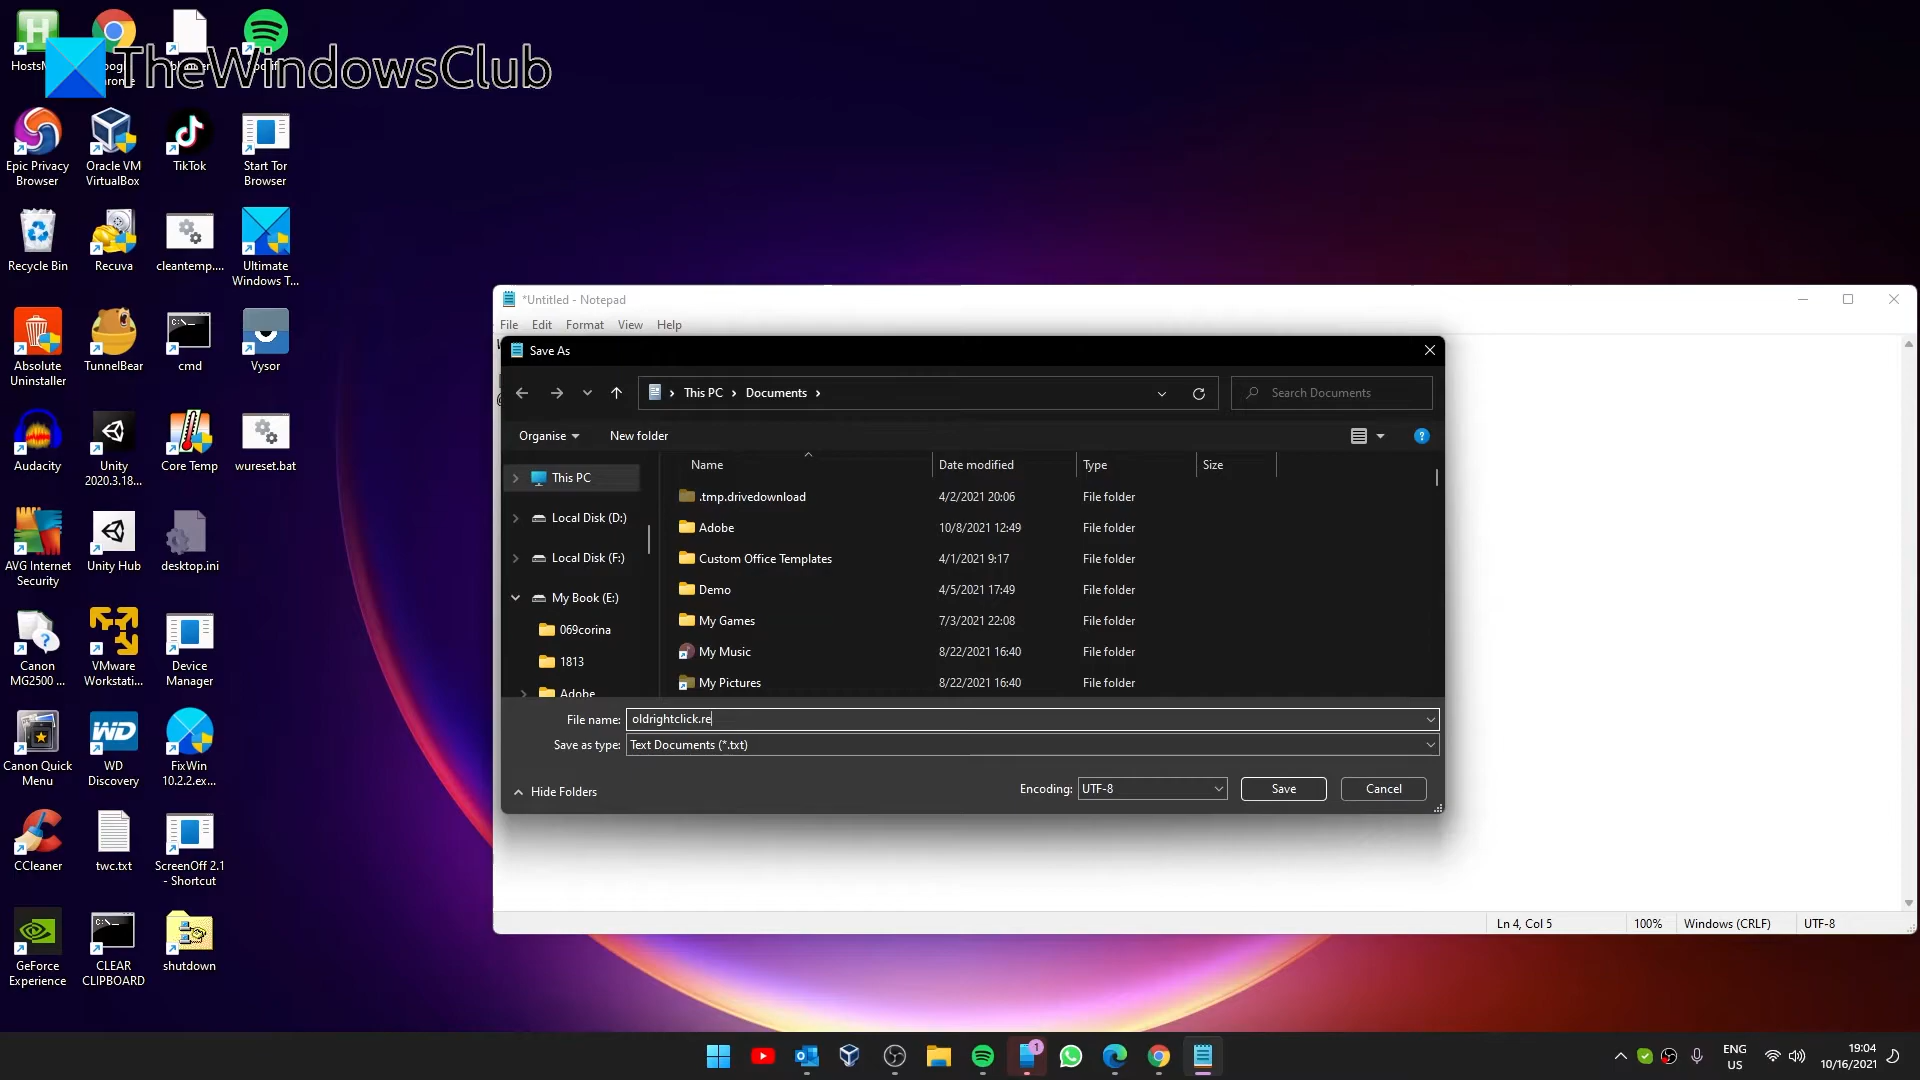 TheWindowsClub
Epic Privacy Browser
Oracle VM VirtualBox
TikTok
Start Tor Browser
Recycle Bin
Recuva
cleantemp....
Ultimate Windows T...
Absolute Uninstaller
TunnelBear
cmd
Vysor
Audacity
Unity 2020.3.18...
Core Temp
wureset.bat
AVG Internet Security
Unity Hub
desktop.ini
Canon MG2500 ...
VMware Workstati...
Device Manager
Canon Quick Menu
WD Discovery
FixWin 10.2.2.ex...
CCleaner
twc.txt
ScreenOff 2.1 - Shortcut
GeForce Experience
CLEAR CLIPBOARD
shutdown
*Untitled - Notepad
File Edit Format View Help
Save As
This PC > Documents >
Search Documents
Organise New folder
Name Date modified Type Size
This PC
Local Disk (D:)
Local Disk (F:)
My Book (E:)
069corina
1813
Adobe
.tmp.drivedownload 4/2/2021 20:06 File folder
Adobe 10/8/2021 12:49 File folder
Custom Office Templates 4/1/2021 9:17 File folder
Demo 4/5/2021 17:49 File folder
My Games 7/3/2021 22:08 File folder
My Music 8/22/2021 16:40 File folder
My Pictures 8/22/2021 16:40 File folder
File name: oldrightclick.re
Save as type: Text Documents (*.txt)
Hide Folders
Encoding: UTF-8 Save Cancel
Ln 4, Col 5 100% Windows (CRLF) UTF-8
1
ENG US
19:04
10/16/2021